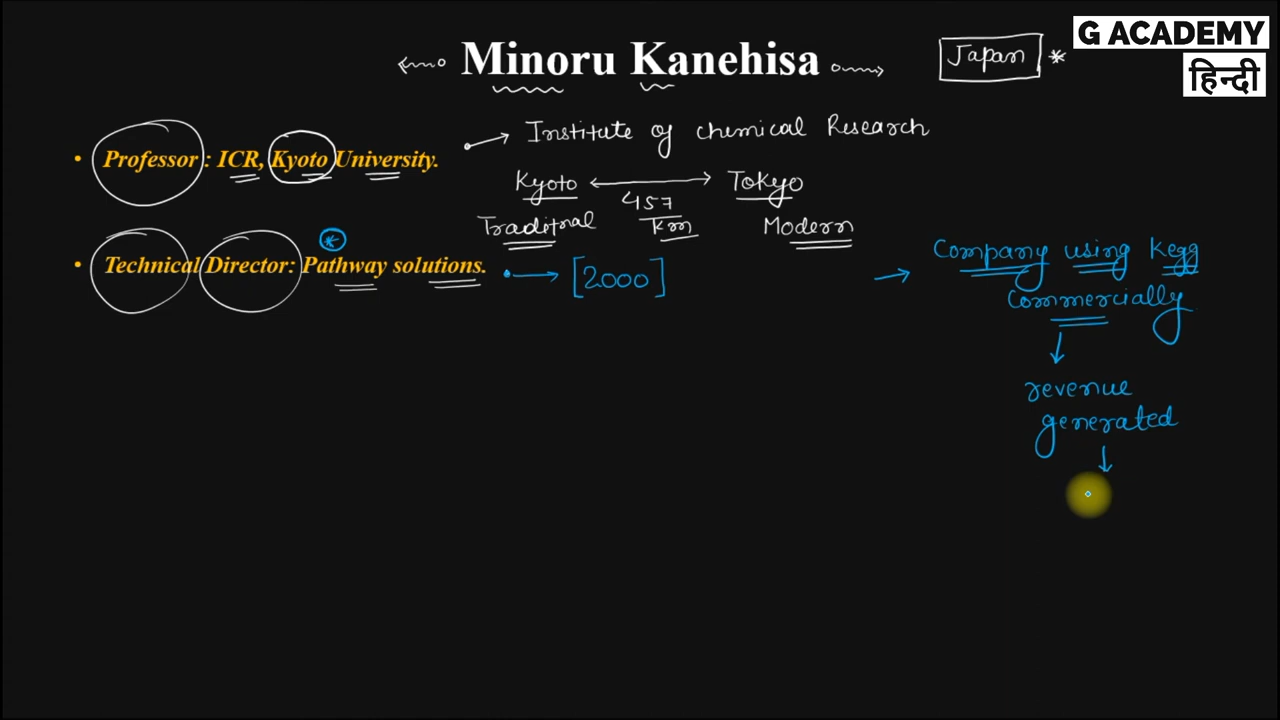 G ACADEMY
हिन्दी
Minoru Kanehisa
Japan *
• Professor : ICR, Kyoto University.
Institute of chemical Research
Kyoto Tokyo
457
Km
Traditnal
Modern
• Technical Director: Pathway solutions.
*
[2000]
Company using Kegg
commercially
revenue
generated